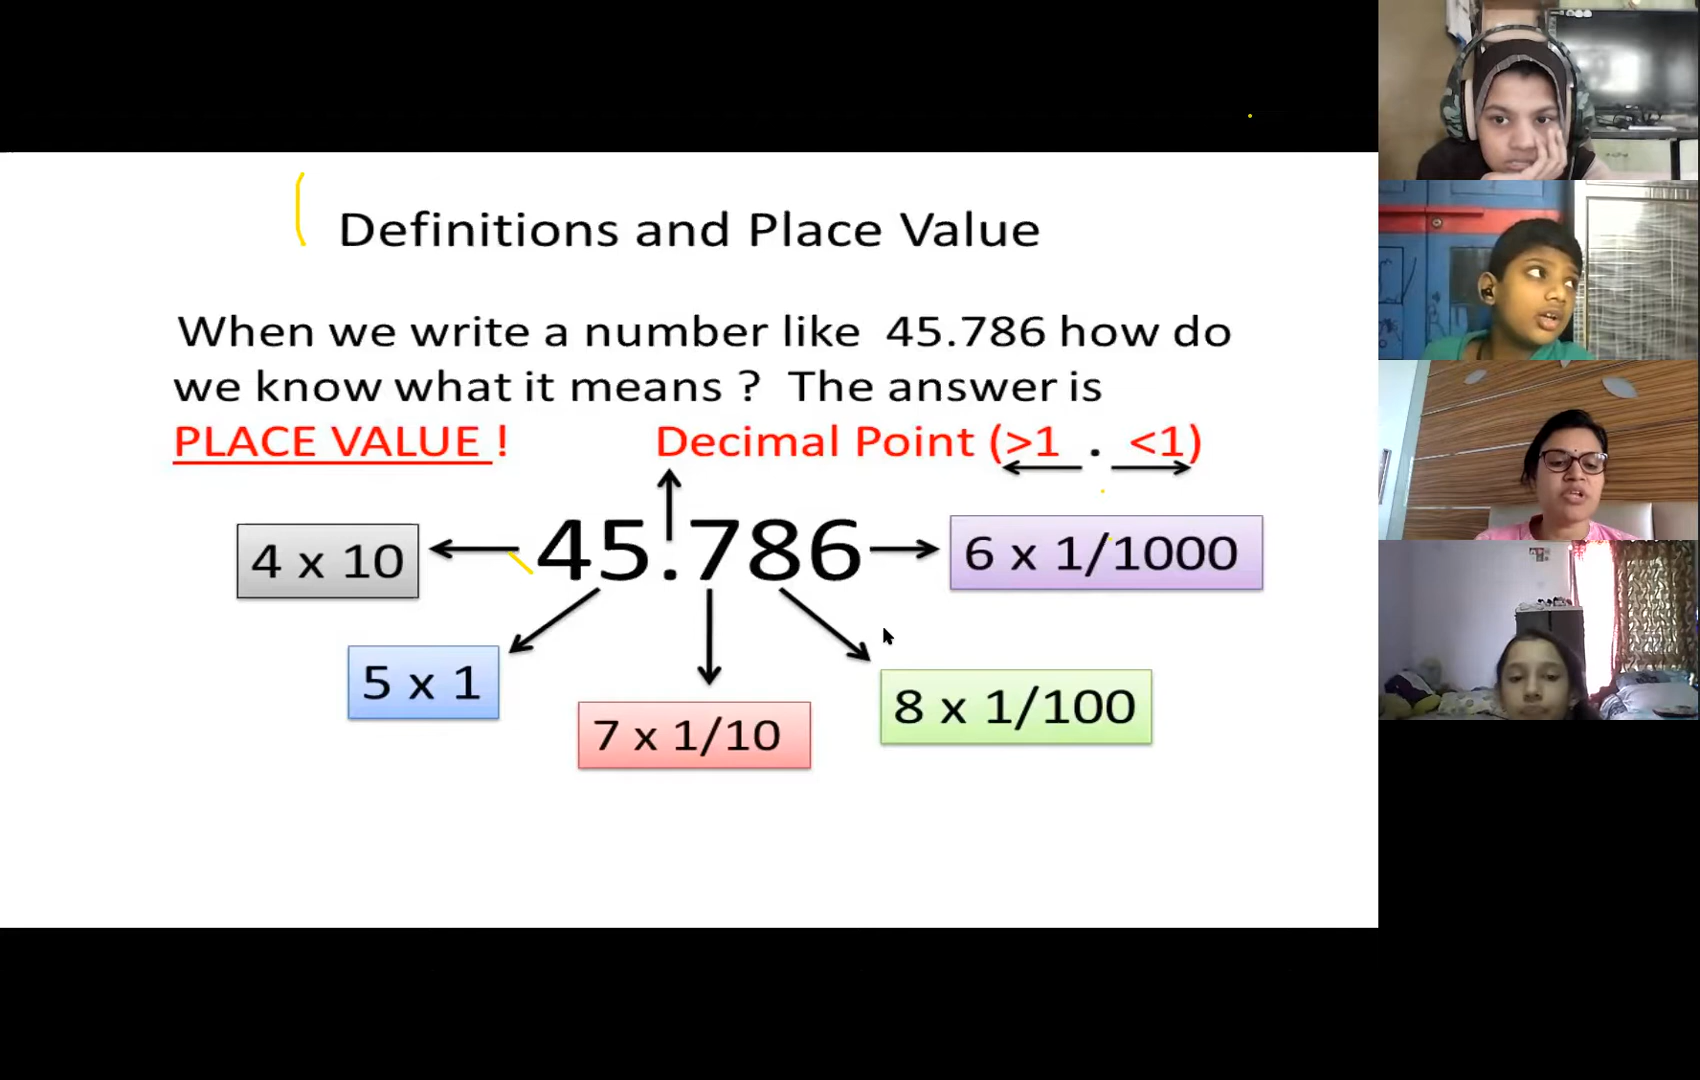 Definitions and Place Value
When we write a number like 45.786 how do
we know what it means ? The answer is
PLACE VALUE !
Decimal Point (>1 . <1)
45.786
4 x 10
6 x 1/1000
5 x 1
7 x 1/10
8 x 1/100